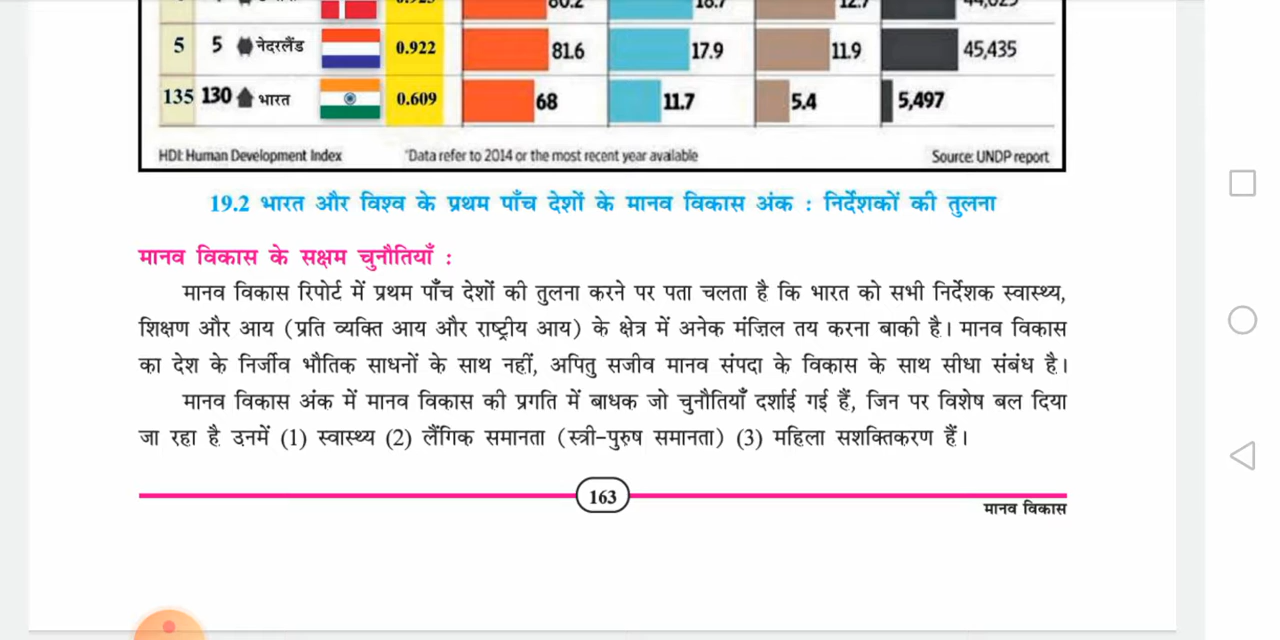 5 5 नेदरलैंड 0.922 81.6 17.9 11.9 45,435
135 130 भारत 0.609 68 11.7 5.4 5,497
HDI: Human Development Index *Data refer to 2014 or the most recent year available Source: UNDP report
19.2 भारत और विश्व के प्रथम पाँच देशों के मानव विकास अंक : निर्देशकों की तुलना
मानव विकास के सक्षम चुनौतियाँ :
मानव विकास रिपोर्ट में प्रथम पाँच देशों की तुलना करने पर पता चलता है कि भारत को सभी निर्देशक स्वास्थ्य,
शिक्षण और आय (प्रति व्यक्ति आय और राष्ट्रीय आय) के क्षेत्र में अनेक मंज़िल तय करना बाकी है। मानव विकास
का देश के निर्जीव भौतिक साधनों के साथ नहीं, अपितु सजीव मानव संपदा के विकास के साथ सीधा संबंध है।
मानव विकास अंक में मानव विकास की प्रगति में बाधक जो चुनौतियाँ दर्शाई गई हैं, जिन पर विशेष बल दिया
जा रहा है उनमें (1) स्वास्थ्य (2) लैंगिक समानता (स्त्री-पुरुष समानता) (3) महिला सशक्तिकरण हैं।
163
मानव विकास